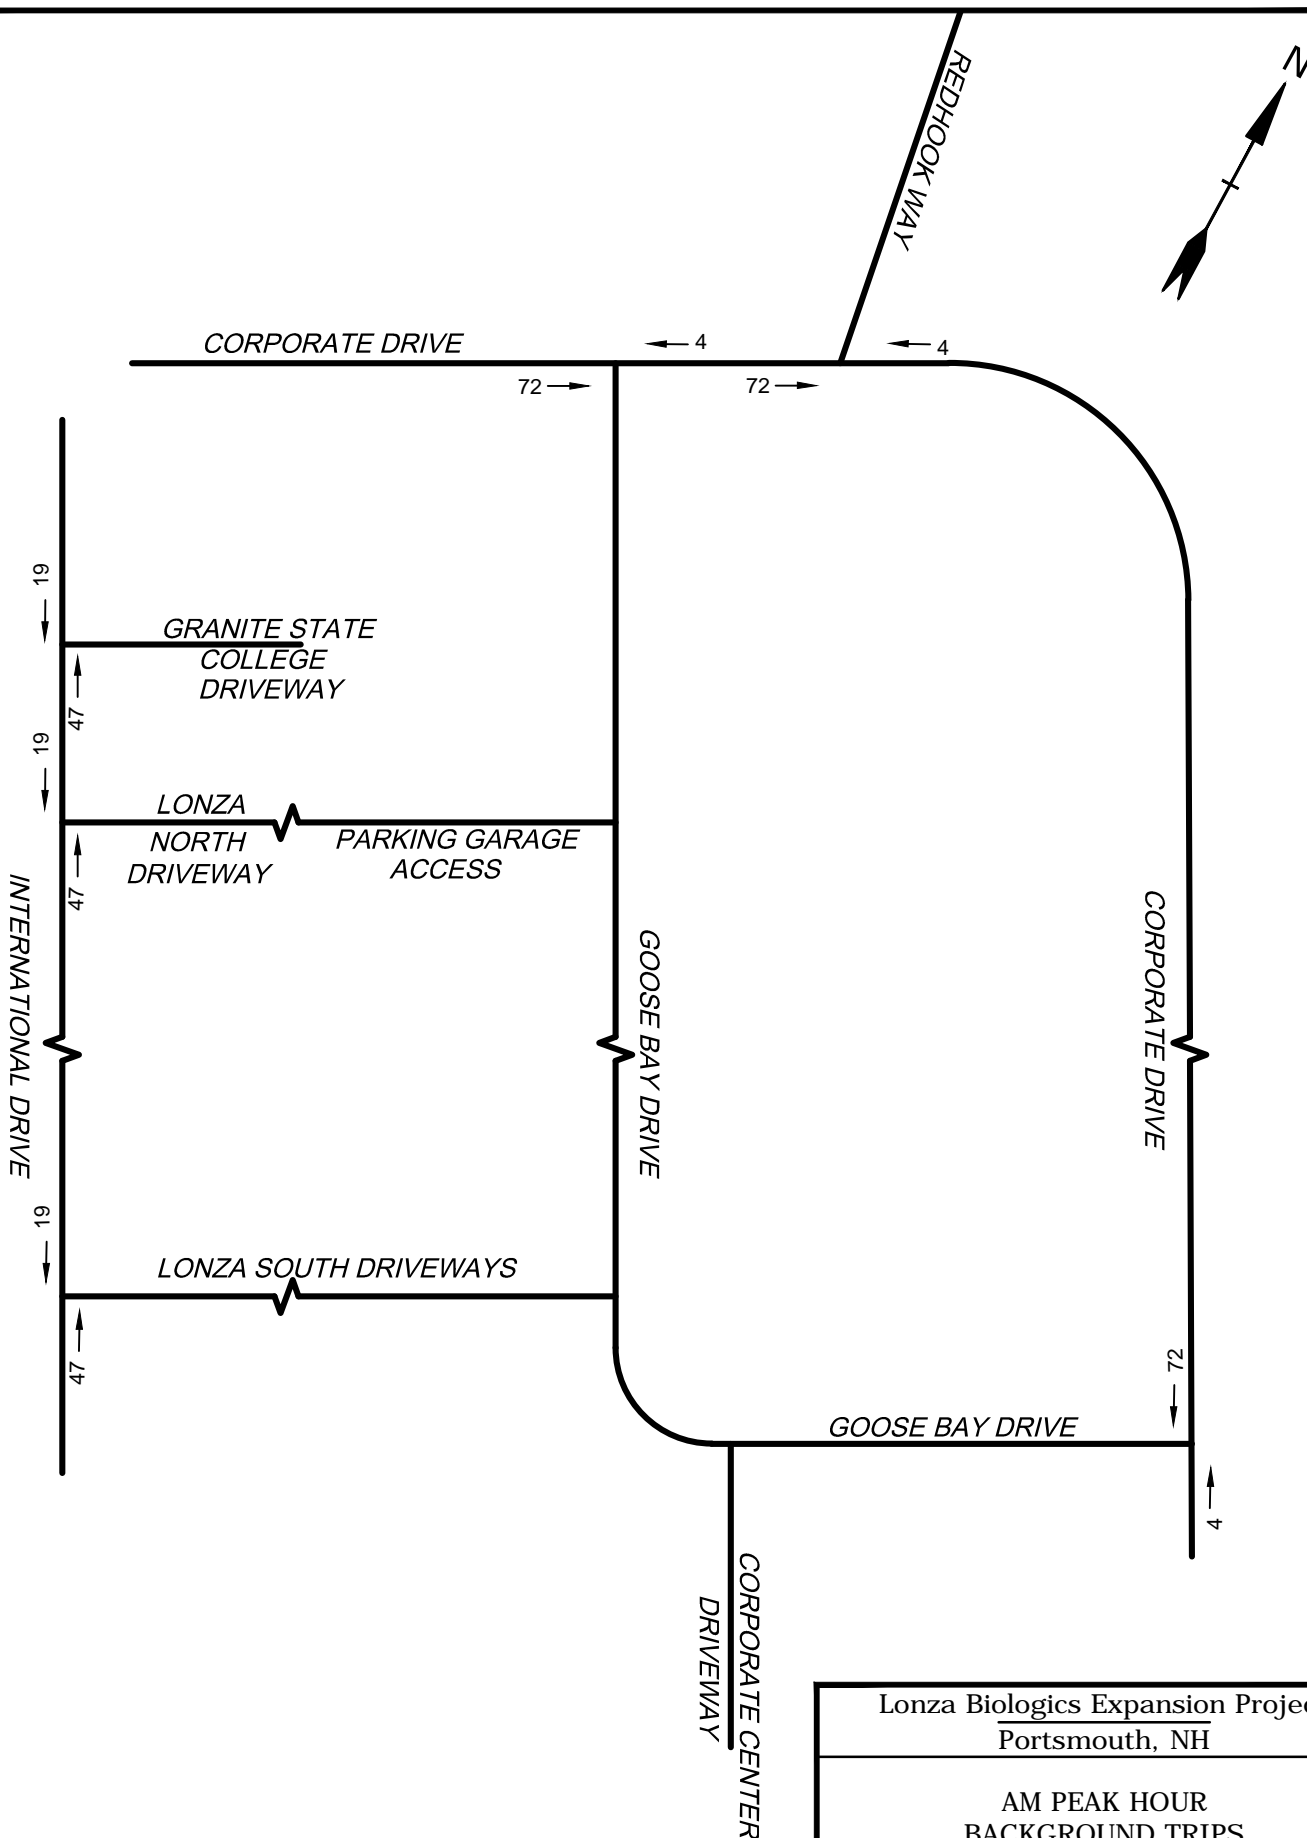 N
REDHOOK WAY
CORPORATE DRIVE
4
4
72
72
19
GRANITE STATE
COLLEGE
DRIVEWAY
47
19
LONZA
NORTH
DRIVEWAY
PARKING GARAGE
ACCESS
47
INTERNATIONAL DRIVE
GOOSE BAY DRIVE
CORPORATE DRIVE
19
LONZA SOUTH DRIVEWAYS
47
72
GOOSE BAY DRIVE
4
CORPORATE CENTER
DRIVEWAY
Lonza Biologics Expansion Projec
Portsmouth, NH
AM PEAK HOUR
BACKGROUND TRIPS